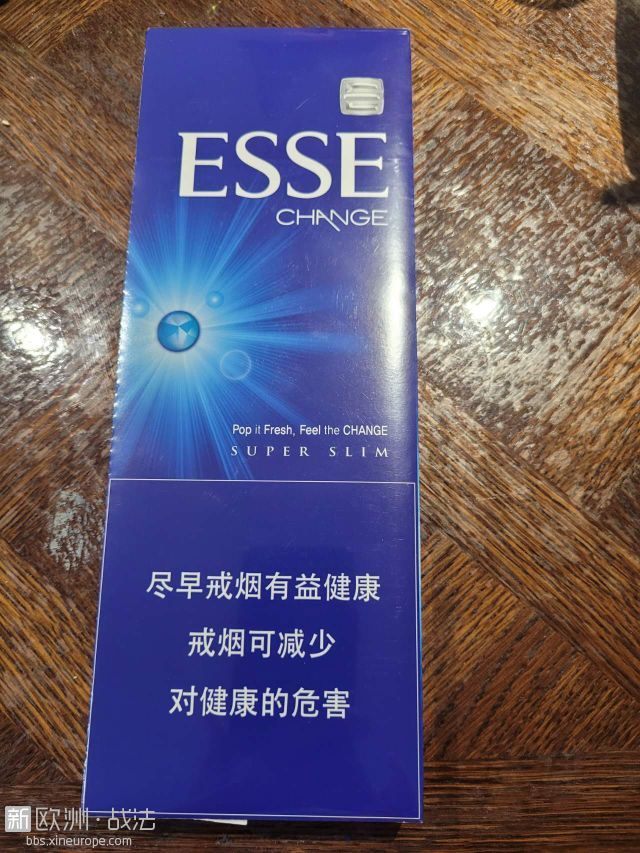 ESSE
CHANGE
Pop it Fresh, Feel the CHANGE
SUPER SLIM
尽早戒烟有益健康
戒烟可减少
对健康的危害
新欧洲·战法
bbs.xineurope.com